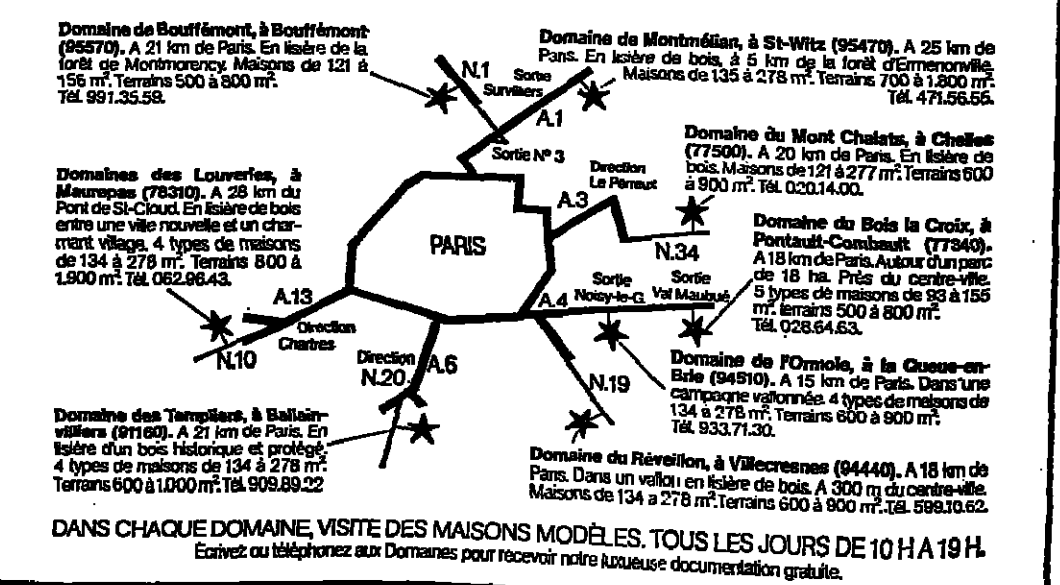 Domaine de Bouffémont, à Bouffémont
(95570). A 21 km de Paris. En lisère de la
forêt de Montmorency. Maisons de 121 à
156 m². Terrains 500 à 800 m².
Tél. 991.35.59.
Domaine de Montmélian, à St-Witz (95470). A 25 km de
Paris. En lisière de bois, à 5 km de la forêt d'Ermenonville.
Maisons de 135 à 278 m². Terrains 700 à 1.800 m².
Tél. 471.56.55.
N.1
Sortie
Survilliers
Sortie
A.1
Sortie N° 3
Domaine du Mont Chalats, à Chelles
(77500). A 20 km de Paris. En lisière de
bois. Maisons de 121 à 277 m². Terrains 600
à 900 m². Tél. 020.14.00.
Direction
Le Perreux
A.3
N.34
Domaines des Louveries, à
Maurepas (78310). A 28 km du
Pont de St-Cloud. En lisière de bois
entre une ville nouvelle et un char-
mant village. 4 types de maisons
de 134 à 278 m². Terrains 800 à
1.900 m². Tél. 062.96.43.
PARIS
Domaine du Bois la Croix, à
Pontault-Combault (77340).
A 18 km de Paris. Autour d'un parc
de 18 ha. Près du centre-ville.
5 types de maisons de 93 à 155
m². terrains 500 à 800 m².
Tél. 028.64.63.
A.13
Direction
Chartres
N.10
A.4
Sortie
Noisy-le-G.
Sortie
Val Maubué
Direction
N.20
A.6
N.19
Domaine de l'Ormoie, à la Queue-en-
Brie (94510). A 15 km de Paris. Dans une
campagne vallonnée. 4 types de maisons de
134 à 278 m². Terrains 600 à 900 m².
Tél. 933.71.30.
Domaine des Templiers, à Ballain-
villiers (91160). A 21 km de Paris. En
lisière d'un bois historique et protégé,
4 types de maisons de 134 à 278 m².
Terrains 600 à 1.000 m². Tél. 909.89.22
Domaine du Réveillon, à Villecresnes (94440). A 18 km de
Paris. Dans un vallon en lisière de bois. A 300 m du centre-ville.
Maisons de 134 a 278 m². Terrains 600 à 900 m². Tél. 599.10.62.
DANS CHAQUE DOMAINE, VISITE DES MAISONS MODÈLES. TOUS LES JOURS DE 10 H A 19 H.
Écrivez ou téléphonez aux Domaines pour recevoir notre luxueuse documentation gratuite.